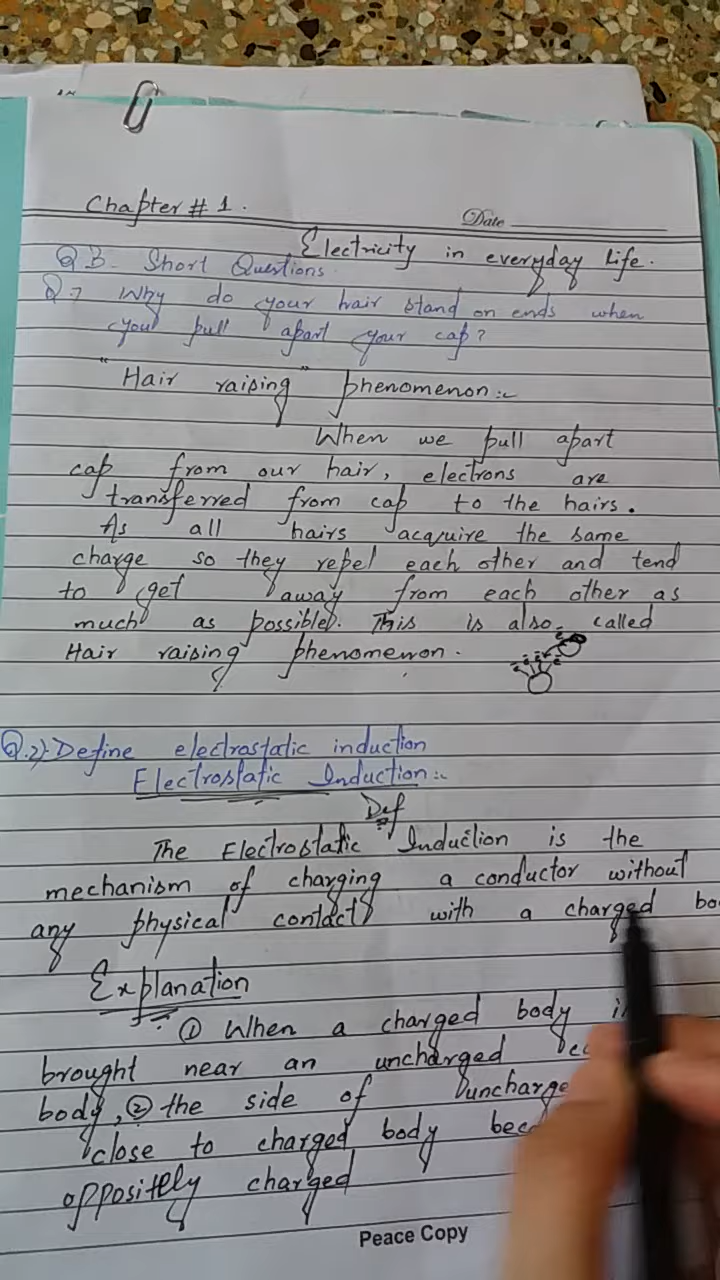 Chapter # 1.
Date
Electricity in everyday life.
Q B. Short Questions.
Q.1 Why do your hair stand on ends when
you pull apart your cap?
"Hair raising" phenomenon:-
When we pull apart
cap from our hair, electrons are
transferred from cap to the hairs.
As all hairs acquire the same
charge so they repel each other and tend
to get away from each other as
much as possible. This is also called
Hair raising phenomenon.
Q.2) Define electrostatic induction
Electrostatic Induction:-
Def
The Electrostatic Induction is the
mechanism of charging a conductor without
any physical contact with a charged bo
Explanation
① When a charged body i
brought near an uncharged
body, ② the side of uncharge
close to charged body bec
oppositely charged
Peace Copy